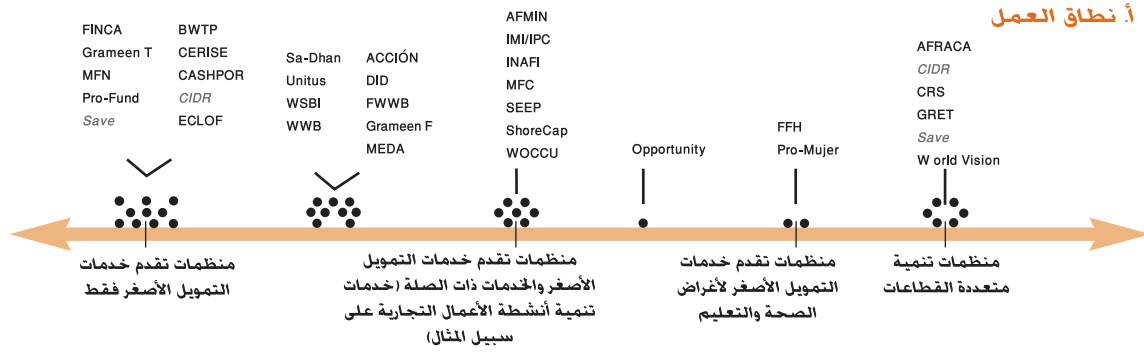 أ. نطاق العمل
FINCA
Grameen T
MFN
Pro-Fund
Save
BWTP
CERISE
CASHPOR
CIDR
ECLOF
Sa-Dhan
Unitus
WSBI
WWB
ACCIÓN
DID
FWWB
Grameen F
MEDA
AFMIN
IMI/IPC
INAFI
MFC
SEEP
ShoreCap
WOCCU
Opportunity
FFH
Pro-Mujer
AFRACA
CIDR
CRS
GRET
Save
W orld Vision
منظمات تقدم خدمات
التمويل الأصغر فقط
منظمات تقدم خدمات التمويل
الأصغر والخدمات ذات الصلة (خدمات
تنمية أنشطة الأعمال التجارية على
سبيل المثال)
منظمات تقدم خدمات
التمويل الأصغر لأغراض
الصحة والتعليم
منظمات تنمية
متعددة القطاعات